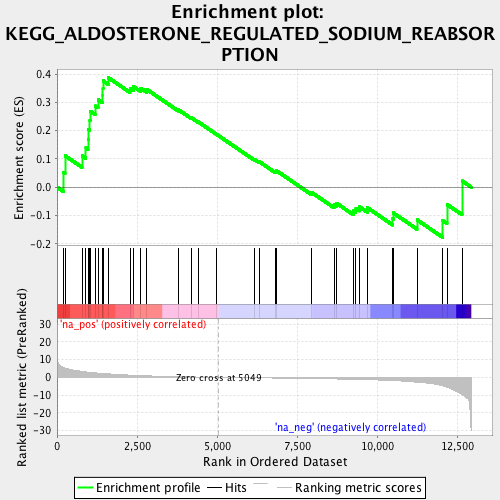 Enrichment plot:
KEGG_ALDOSTERONE_REGULATED_SODIUM_REABSOR
PTION
Enrichment score (ES)
0.4
0.3
0.2
0.1
0.0
-0.1
-0.2
'na_pos' (positively correlated)
Ranked list metric (PreRanked)
30
20
10
0
-10
-20
-30
Zero cross at 5049
'na_neg' (negatively correlated)
0
2,500
5,000
7,500
10,000
12,500
Rank in Ordered Dataset
Enrichment profile
Hits
Ranking metric scores